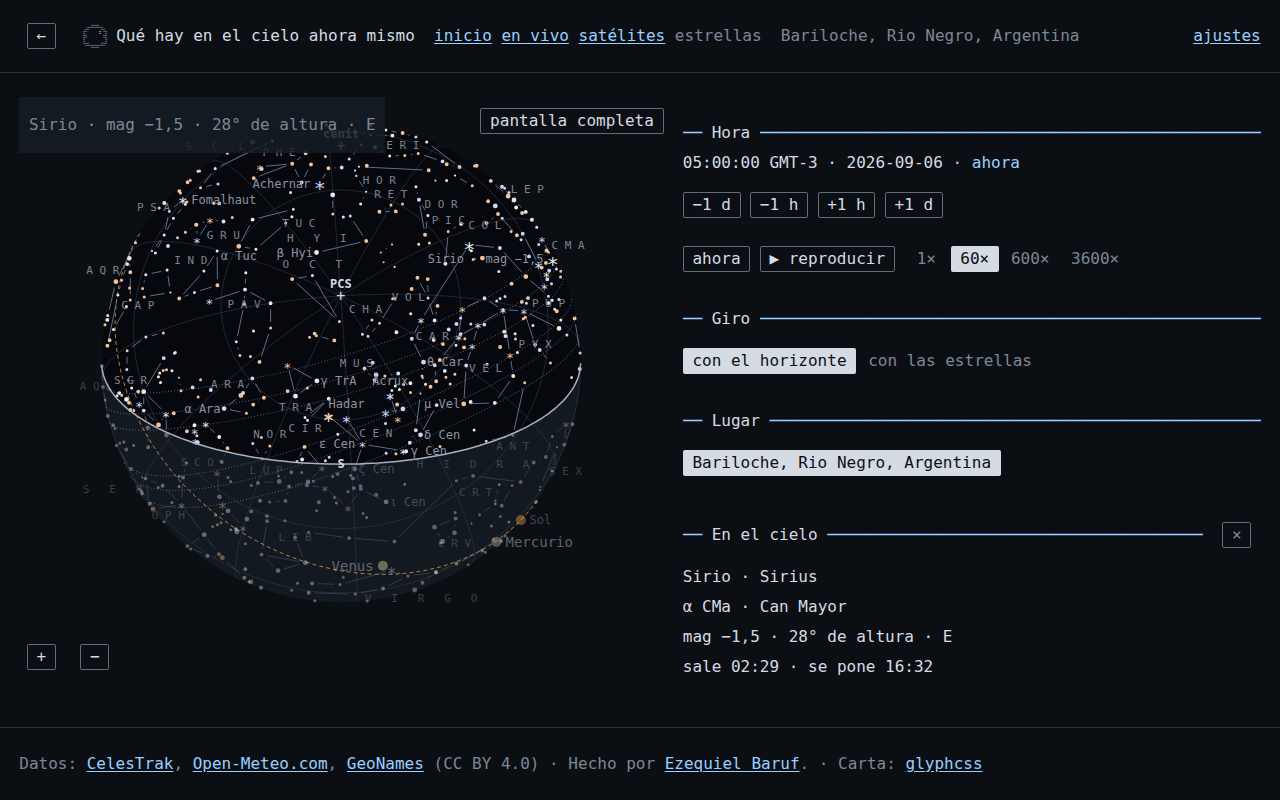 ← Qué hay en el cielo ahora mismo inicio en vivo satélites estrellas Bariloche, Rio Negro, Argentina ajustes
Sirio · mag −1,5 · 28° de altura · E
pantalla completa
cenit
S C L P H E E R I
Achernar H O R
L E P
Fomalhaut R E T
P S A D O R
T U C P I C C O L
G R U H Y I C M A
α Tuc β Hyi
I N D O C T Sirio · mag −1,5
A Q R
PCS
C A P P A V V O L P U P
C H A
C A R
P Y X
M U S θ Car V E L
S G R A R A γ TrA Acrux
A Q
α Ara T R A Hadar μ Vel
N O R C I R C E N δ Cen
ε Cen γ Cen A N T
S C O L U P S ζ Cen H I D R A S E X
S E R
O P H ι Cen C R T
Sol
L I B C R V Mercurio
Venus
V I R G O
+ −
Hora
05:00:00 GMT-3 · 2026-09-06 · ahora
−1 d −1 h +1 h +1 d
ahora ▶ reproducir 1× 60× 600× 3600×
Giro
con el horizonte con las estrellas
Lugar
Bariloche, Rio Negro, Argentina
En el cielo ×
Sirio · Sirius
α CMa · Can Mayor
mag −1,5 · 28° de altura · E
sale 02:29 · se pone 16:32
Datos: CelesTrak, Open-Meteo.com, GeoNames (CC BY 4.0) · Hecho por Ezequiel Baruf. · Carta: glyphcss